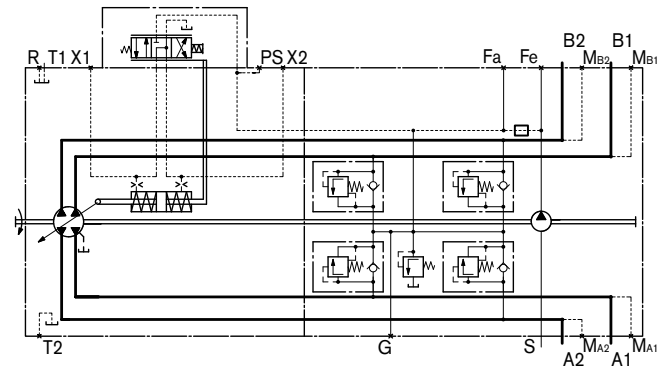 B2 B1
R T1 X1 PS X2 Fa Fe MB2 MB1
T2 G S MA2 MA1
A2 A1